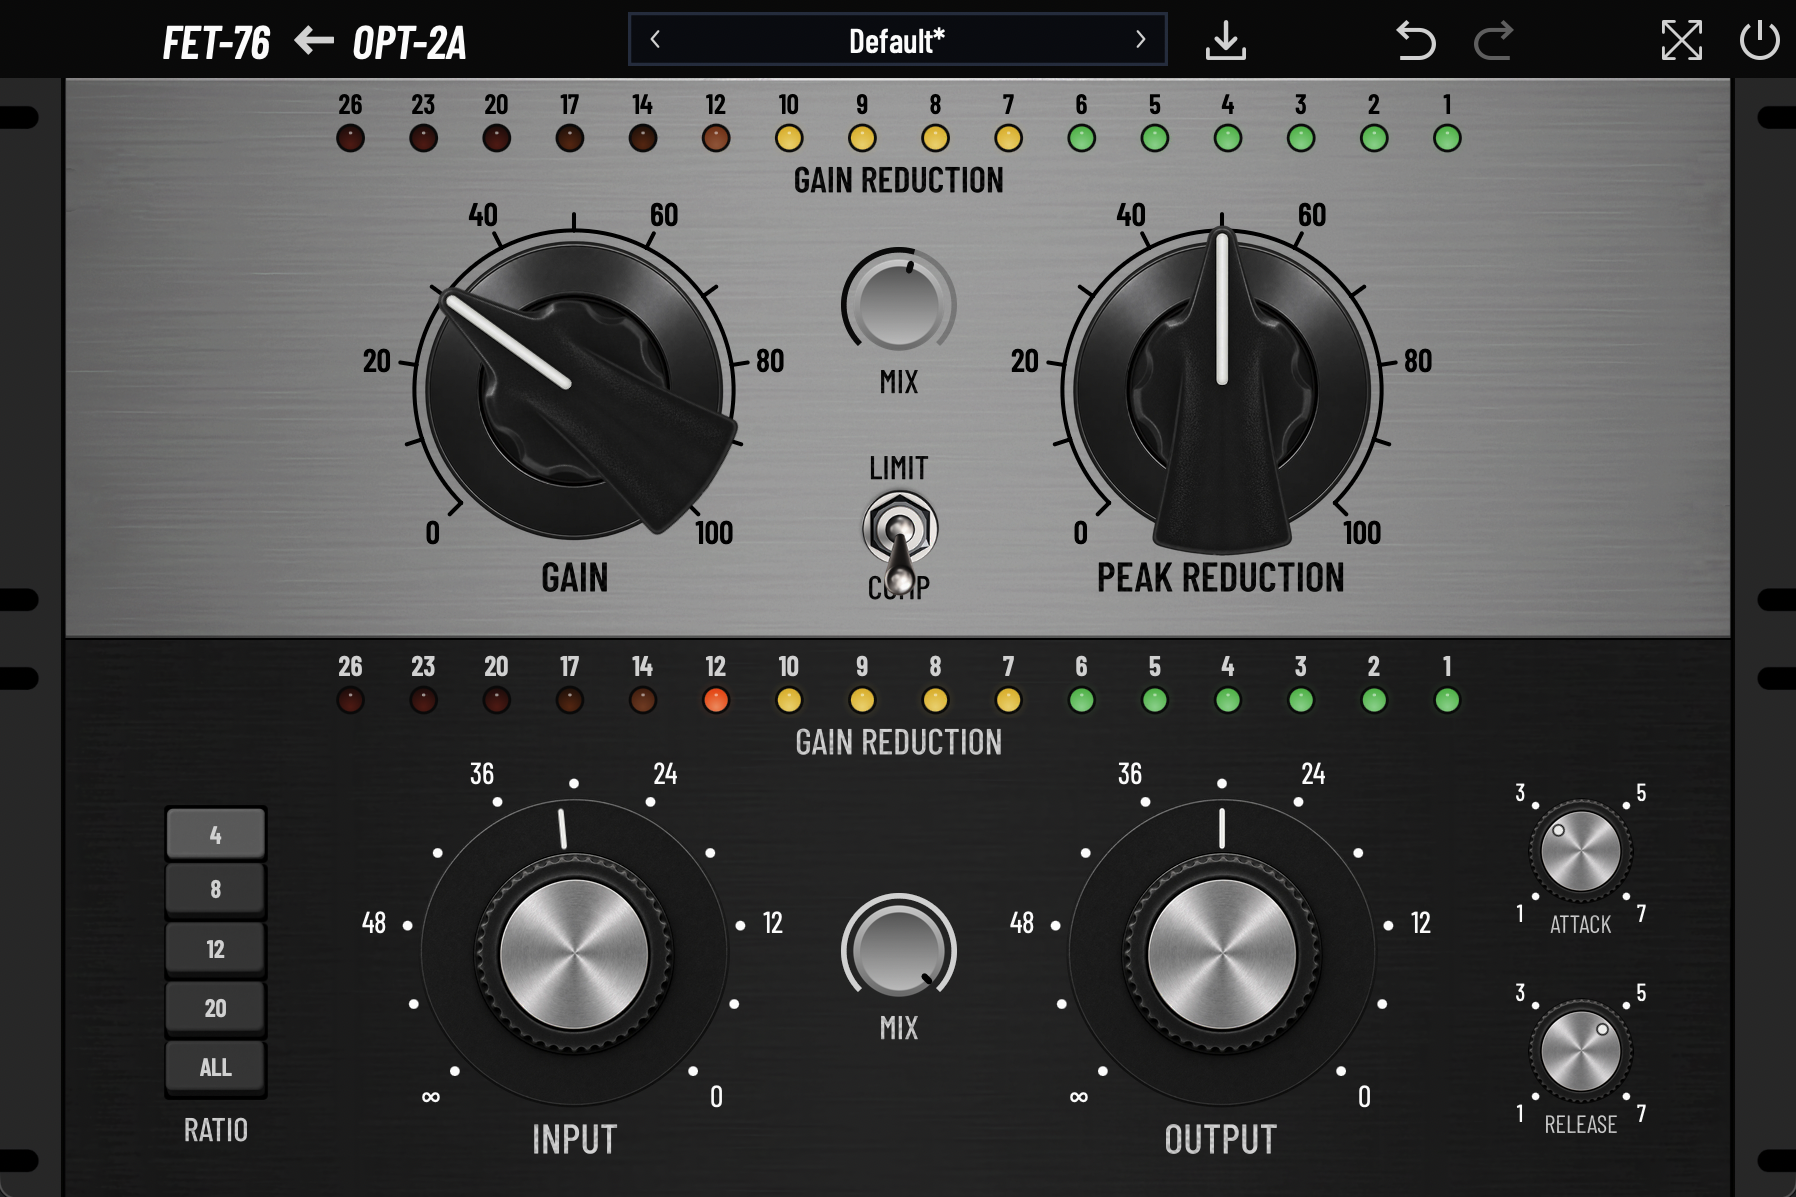 FET-76 ← OPT-2A
‹ Default* ›
26 23 20 17 14 12 10 9 8 7 6 5 4 3 2 1
GAIN REDUCTION
40 60 40 60
20 80 20 80
MIX
LIMIT
0 100 0 100
COMP
GAIN PEAK REDUCTION
26 23 20 17 14 12 10 9 8 7 6 5 4 3 2 1
GAIN REDUCTION
36 24 36 24
3 5
4
8
48 12 48 12
1 7
ATTACK
12
3 5
20
MIX
ALL
∞ 0 ∞ 0
1 7
RELEASE
RATIO
INPUT OUTPUT